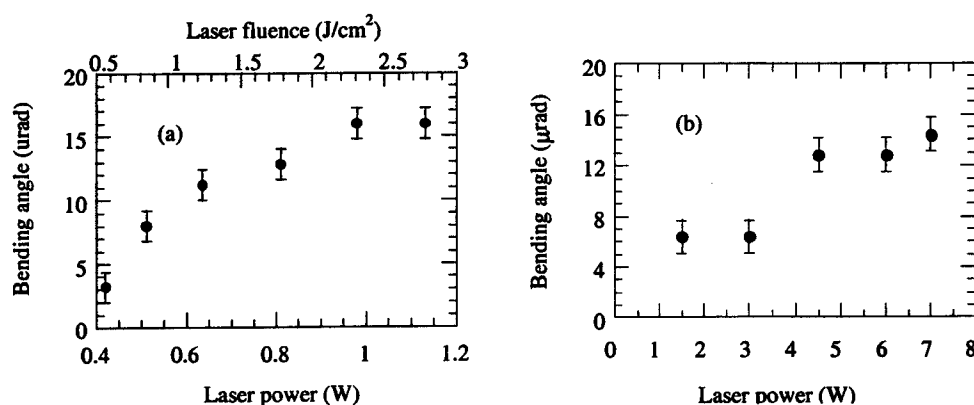 Laser fluence (J/cm2)
0.5 1 1.5 2 2.5 3
20
15
10
5
0
Bending angle (urad)
(a)
0.4 0.6 0.8 1 1.2
Laser power (W)
20
16
12
8
4
0
Bending angle (μrad)
(b)
0 1 2 3 4 5 6 7 8
Laser power (W)